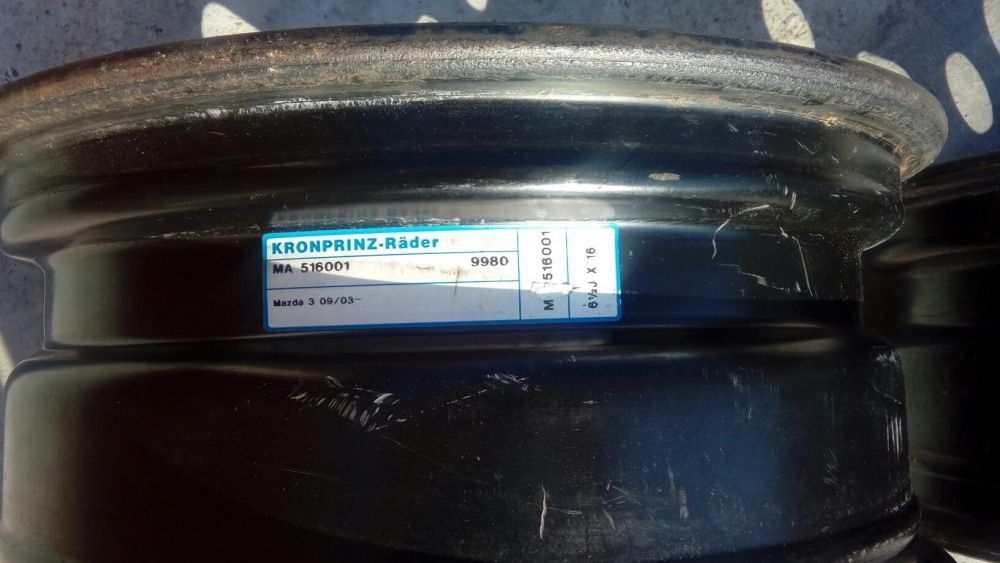 KRONPRINZ-Räder
MA 516001 9980
Mazda 3 09/03-
516001
6½J X 16